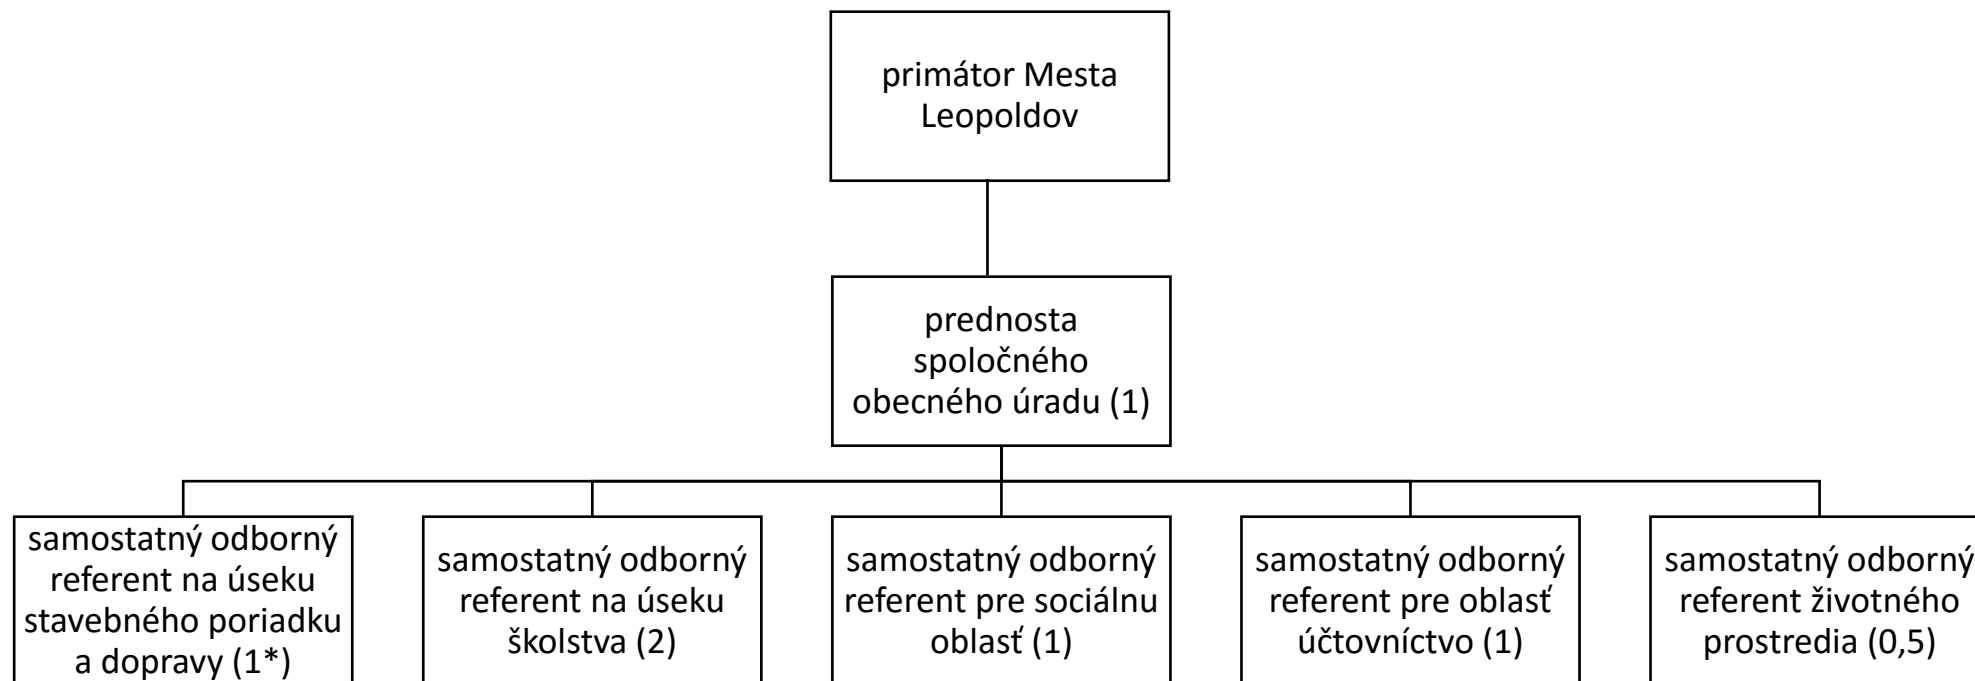 primátor Mesta
Leopoldov
prednosta
spoločného
obecného úradu (1)
samostatný odborný
referent na úseku
stavebného poriadku
a dopravy (1*)
samostatný odborný
referent na úseku
školstva (2)
samostatný odborný
referent pre sociálnu
oblasť (1)
samostatný odborný
referent pre oblasť
účtovníctvo (1)
samostatný odborný
referent životného
prostredia (0,5)